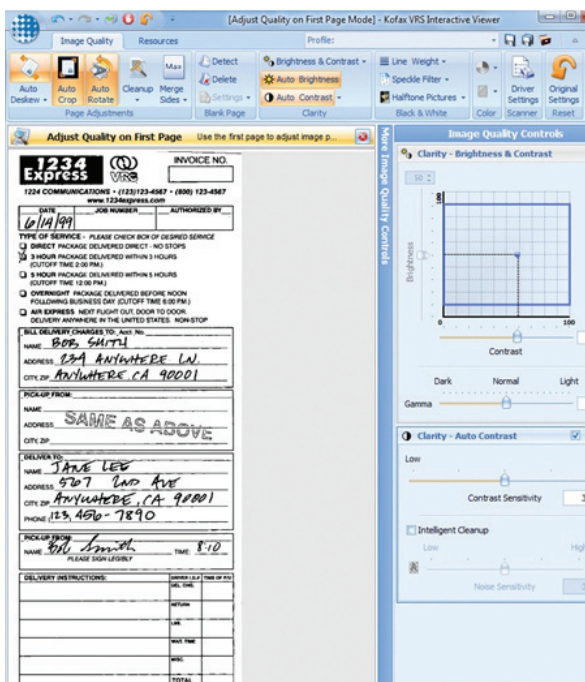 [Adjust Quality on First Page Mode] - Kofax VRS Interactive Viewer
Image Quality
Resources
Profile:
Auto Deskew
Auto Crop
Auto Rotate
Cleanup
Merge Sides
Max
Page Adjustments
Detect
Delete
Settings
Blank Page
Brightness & Contrast
Auto Brightness
Auto Contrast
Clarity
Line Weight
Speckle Filter
Halftone Pictures
Black & White
Color
Driver Settings
Scanner
Original Settings
Reset
Adjust Quality on First Page Use the first page to adjust image p...
1234 Express
VRS
INVOICE NO.
1234 COMMUNICATIONS • (123)123-4567 • (800) 123-4567
www.1234express.com
DATE JOB NUMBER AUTHORIZED BY
6/14/99
TYPE OF SERVICE - PLEASE CHECK BOX OF DESIRED SERVICE
DIRECT PACKAGE DELIVERED DIRECT - NO STOPS
3 HOUR PACKAGE DELIVERED WITHIN 3 HOURS
(CUTOFF TIME 2:00 PM.)
5 HOUR PACKAGE DELIVERED WITHIN 5 HOURS
(CUTOFF TIME 12:00 PM.)
OVERNIGHT PACKAGE DELIVERED BEFORE NOON
FOLLOWING BUSINESS DAY (CUTOFF TIME 6:00 PM.)
AIR EXPRESS NEXT FLIGHT OUT, DOOR TO DOOR.
DELIVERY ANYWHERE IN THE UNITED STATES. NON-STOP
BILL DELIVERY CHARGES TO: Acct. No.
NAME BOB SMITH
ADDRESS 234 ANYWHERE LN.
CITY, ZIP ANYWHERE, CA 90001
PICK-UP FROM:
NAME
ADDRESS SAME AS ABOVE
CITY, ZIP
DELIVER TO:
NAME JANE LEE
ADDRESS 567 2ND AVE
CITY, ZIP ANYWHERE, CA 90001
PHONE (123) 456-7890
PICK-UP FROM:
NAME Bob Smith TIME: 8:10
PLEASE SIGN LEGIBLY
DELIVERY INSTRUCTIONS:
DRIVER I.D.# TIME OF P/U
DEL. CHG.
RETURN
LBS.
WAIT. TIME
MISC.
TOTAL
More Image Quality Controls
Image Quality Controls
Clarity - Brightness & Contrast
50
100
Brightness
100
Contrast
Dark Normal Light
Gamma
Clarity - Auto Contrast
Low
Contrast Sensitivity
Intelligent Cleanup
Low
Noise Sensitivity